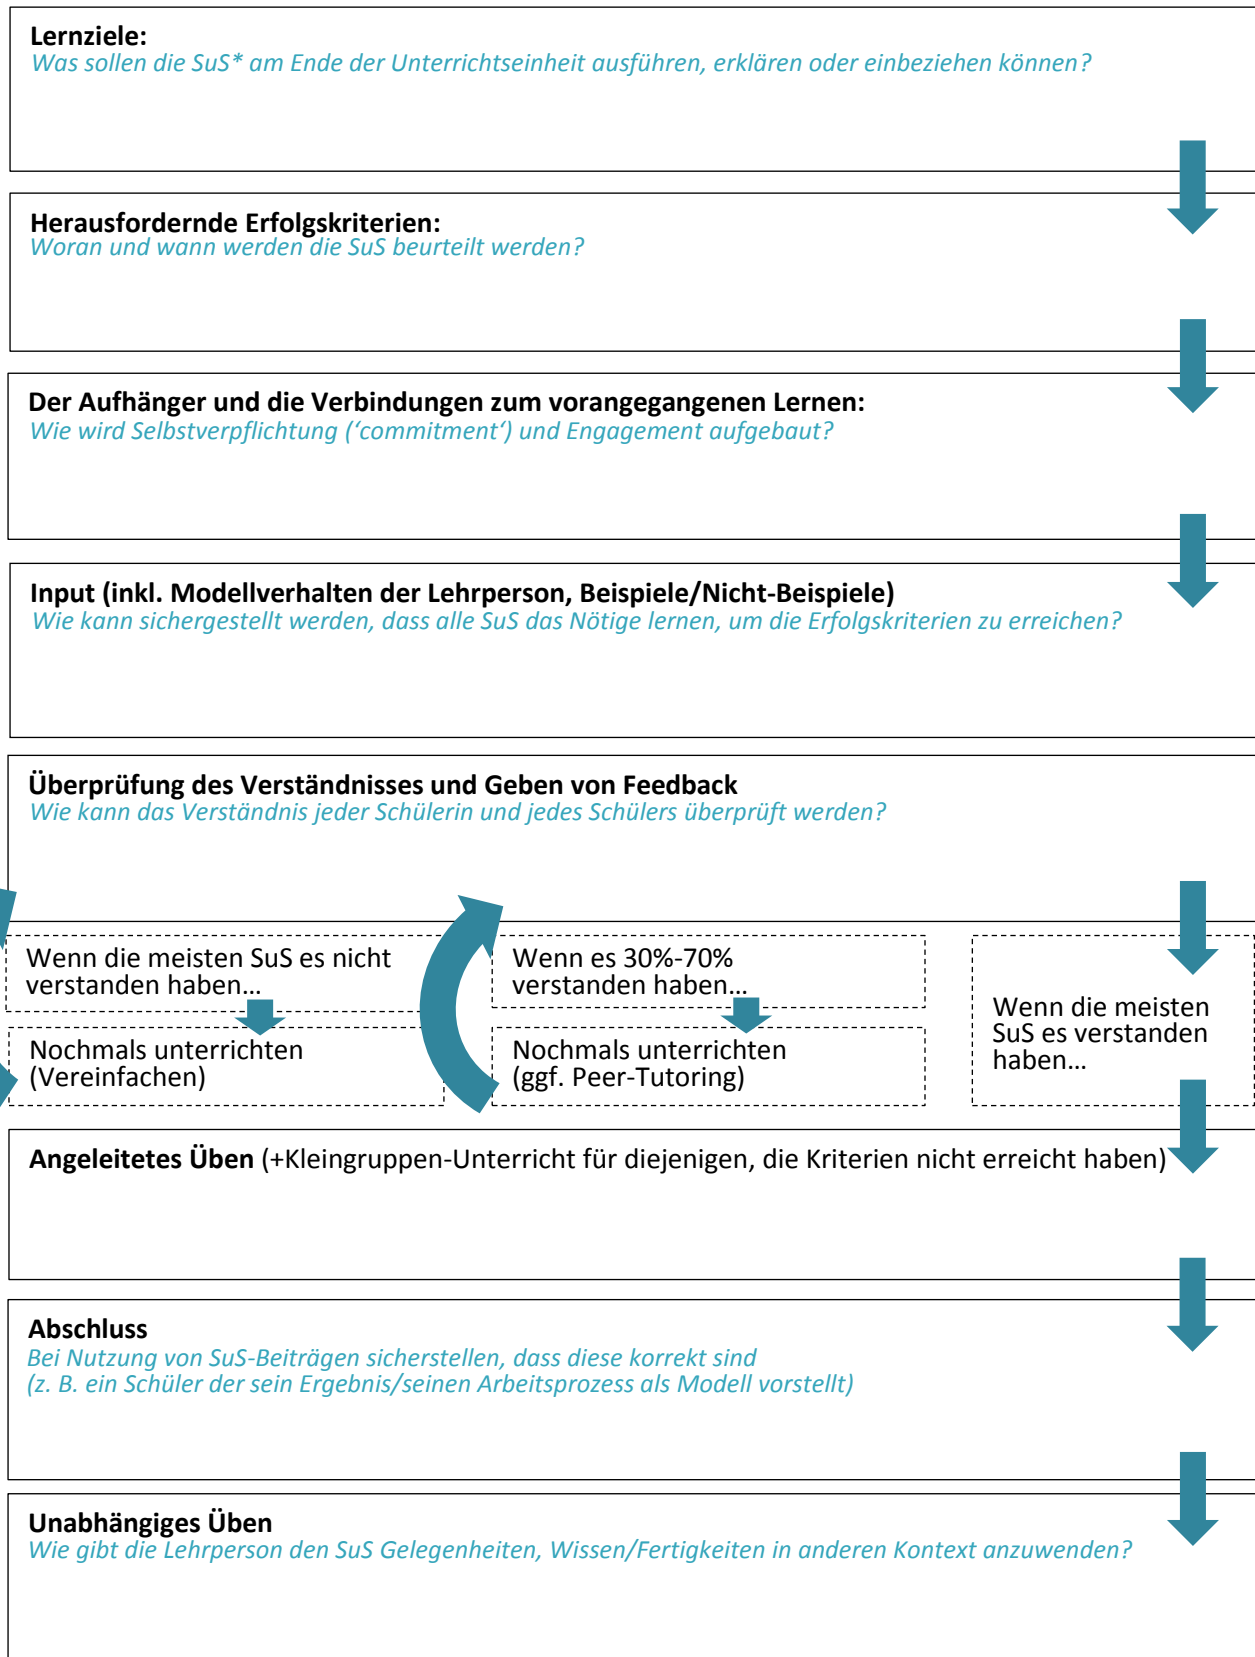 Lernziele:
Was sollen die SuS* am Ende der Unterrichtseinheit ausführen, erklären oder einbeziehen können?
Herausfordernde Erfolgskriterien:
Woran und wann werden die SuS beurteilt werden?
Der Aufhänger und die Verbindungen zum vorangegangenen Lernen:
Wie wird Selbstverpflichtung (‘commitment‘) und Engagement aufgebaut?
Input (inkl. Modellverhalten der Lehrperson, Beispiele/Nicht-Beispiele)
Wie kann sichergestellt werden, dass alle SuS das Nötige lernen, um die Erfolgskriterien zu erreichen?
Überprüfung des Verständnisses und Geben von Feedback
Wie kann das Verständnis jeder Schülerin und jedes Schülers überprüft werden?
Wenn die meisten SuS es nicht
verstanden haben…
Nochmals unterrichten
(Vereinfachen)
Wenn es 30%-70%
verstanden haben…
Nochmals unterrichten
(ggf. Peer-Tutoring)
Wenn die meisten
SuS es verstanden
haben…
Angeleitetes Üben (+Kleingruppen-Unterricht für diejenigen, die Kriterien nicht erreicht haben)
Abschluss
Bei Nutzung von SuS-Beiträgen sicherstellen, dass diese korrekt sind
(z. B. ein Schüler der sein Ergebnis/seinen Arbeitsprozess als Modell vorstellt)
Unabhängiges Üben
Wie gibt die Lehrperson den SuS Gelegenheiten, Wissen/Fertigkeiten in anderen Kontext anzuwenden?